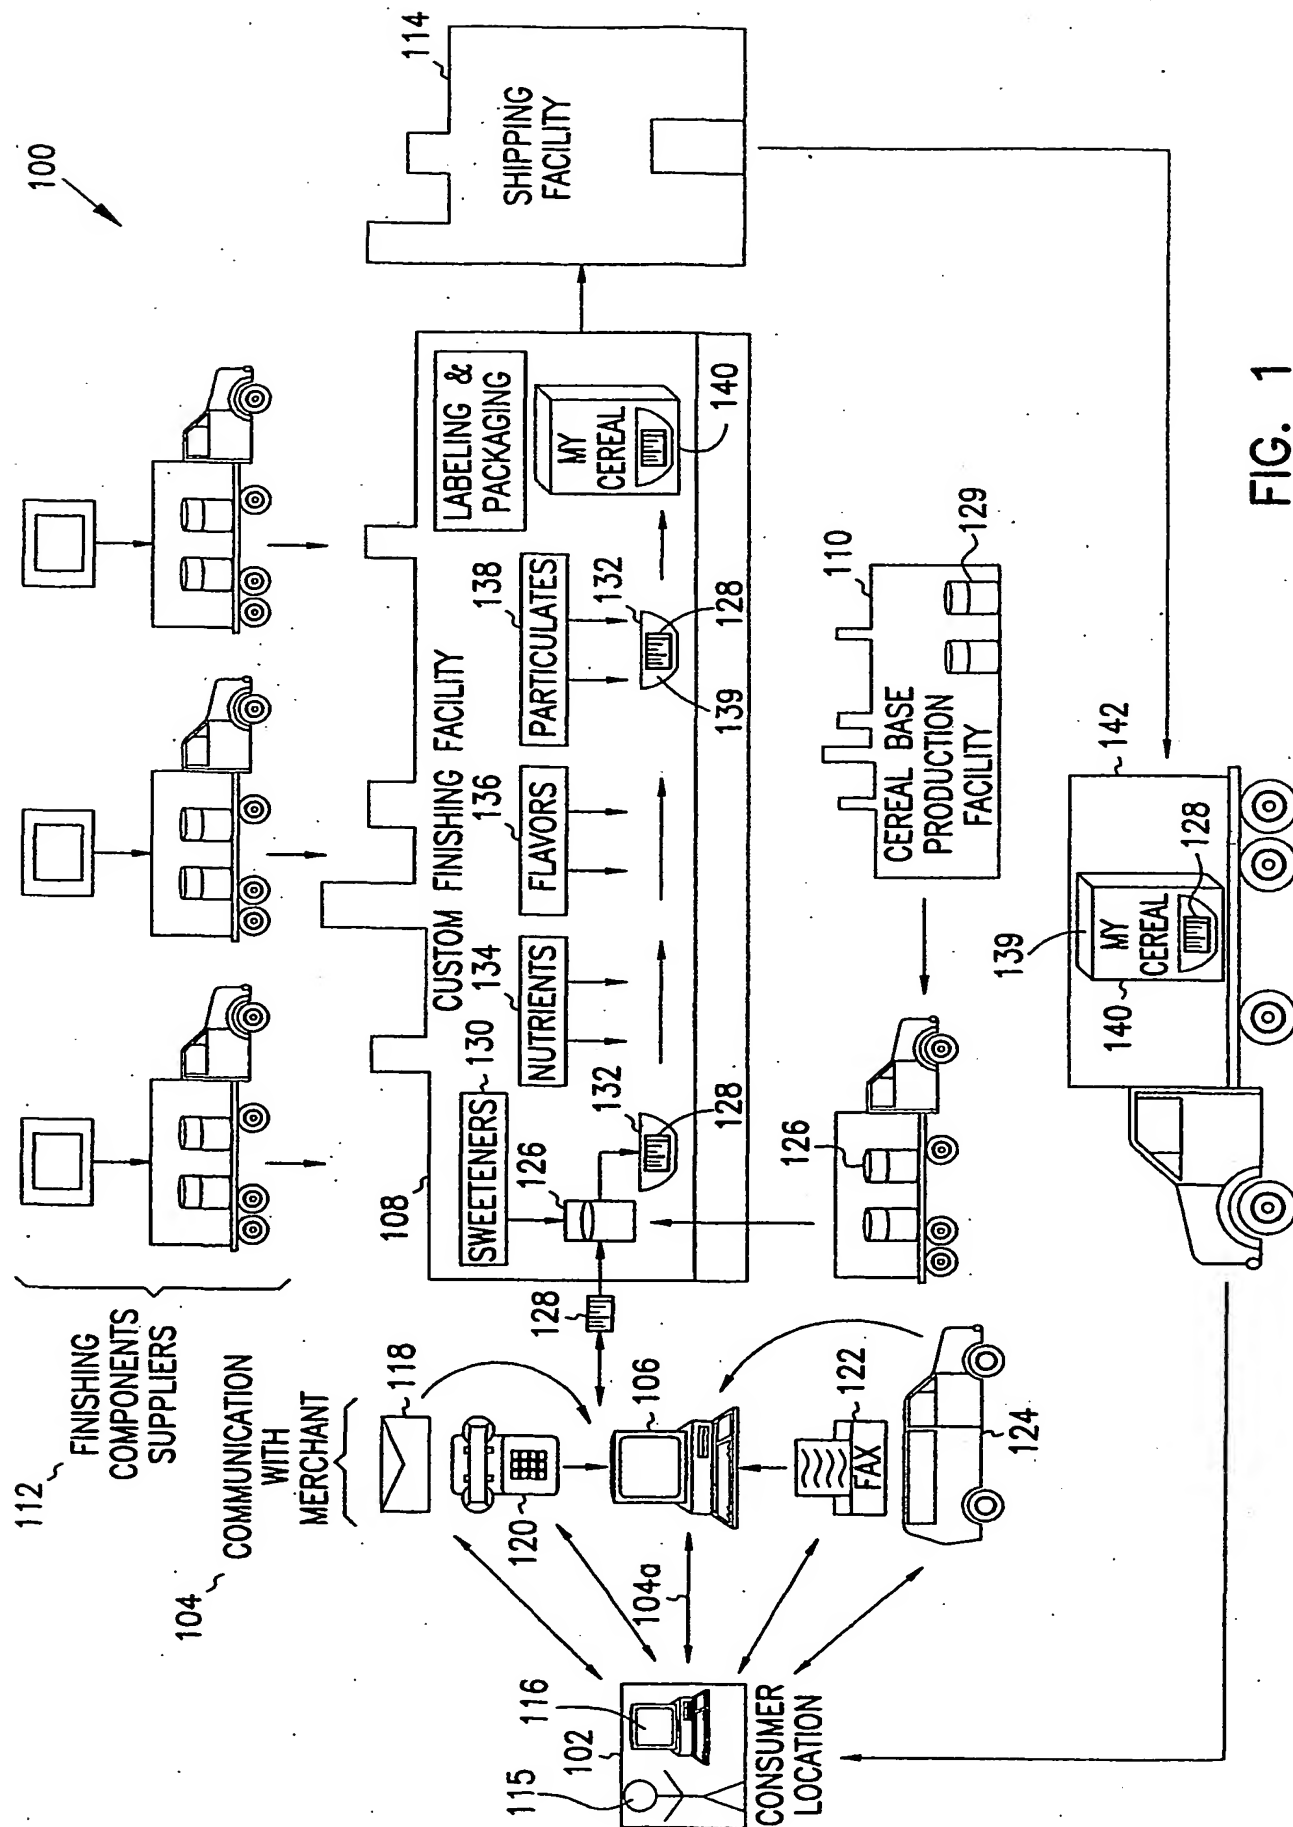 100
112
FINISHING
COMPONENTS
SUPPLIERS
104
COMMUNICATION
WITH
MERCHANT
118
120
106
122
FAX
124
104a
115
102
116
CONSUMER
LOCATION
128
108
CUSTOM FINISHING FACILITY
SWEETENERS
130
126
132
128
NUTRIENTS
134
FLAVORS
136
PARTICULATES
138
132
128
139
LABELING &
PACKAGING
MY
CEREAL
140
SHIPPING
FACILITY
114
126
CEREAL BASE
PRODUCTION
FACILITY
110
129
139
MY
CEREAL
140
128
142
FIG. 1